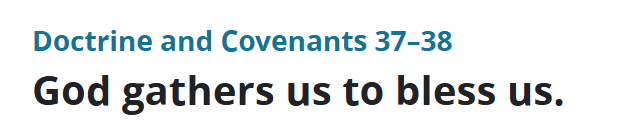 Doctrine and Covenants 37–38
God gathers us to bless us.